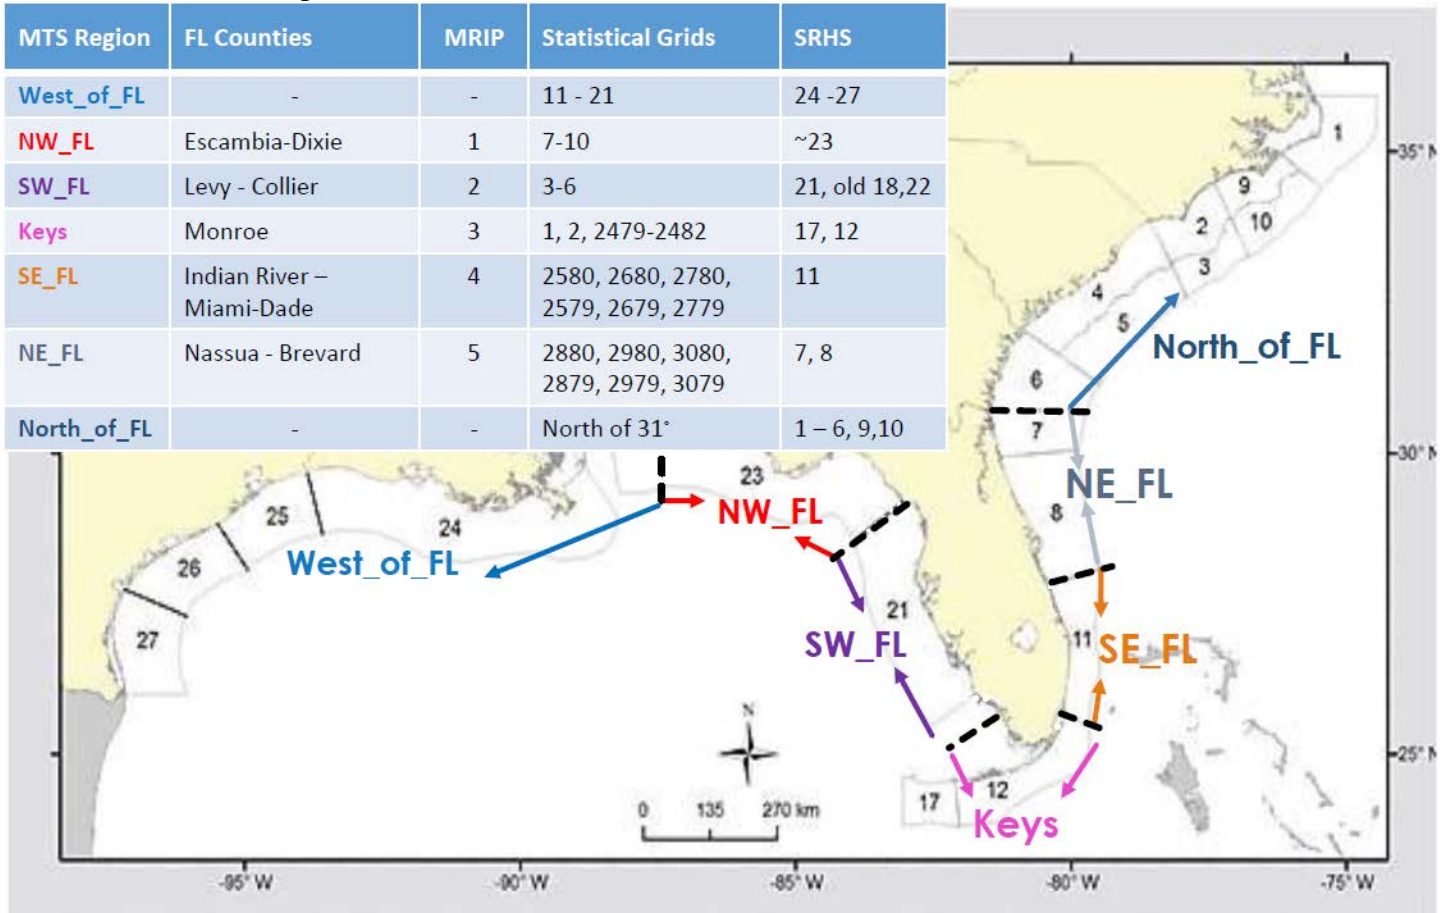 MTS Region FL Counties MRIP Statistical Grids SRHS
West_of_FL - - 11 - 21 24 -27
NW_FL Escambia-Dixie 1 7-10 ~23
SW_FL Levy - Collier 2 3-6 21, old 18,22
Keys Monroe 3 1, 2, 2479-2482 17, 12
SE_FL Indian River – 4 2580, 2680, 2780, 11
Miami-Dade 2579, 2679, 2779
NE_FL Nassua - Brevard 5 2880, 2980, 3080, 7, 8
2879, 2979, 3079
North_of_FL - - North of 31˚ 1 – 6, 9,10
1
35° N
9
2
10
3
4
5
North_of_FL
6
7
30° N
23
NE_FL
25
24
NW_FL
8
West_of_FL
26
21
27
SW_FL
11
SE_FL
N
25° N
0 135 270 km
17
12
Keys
-95° W -90° W -85° W -80° W -75° W